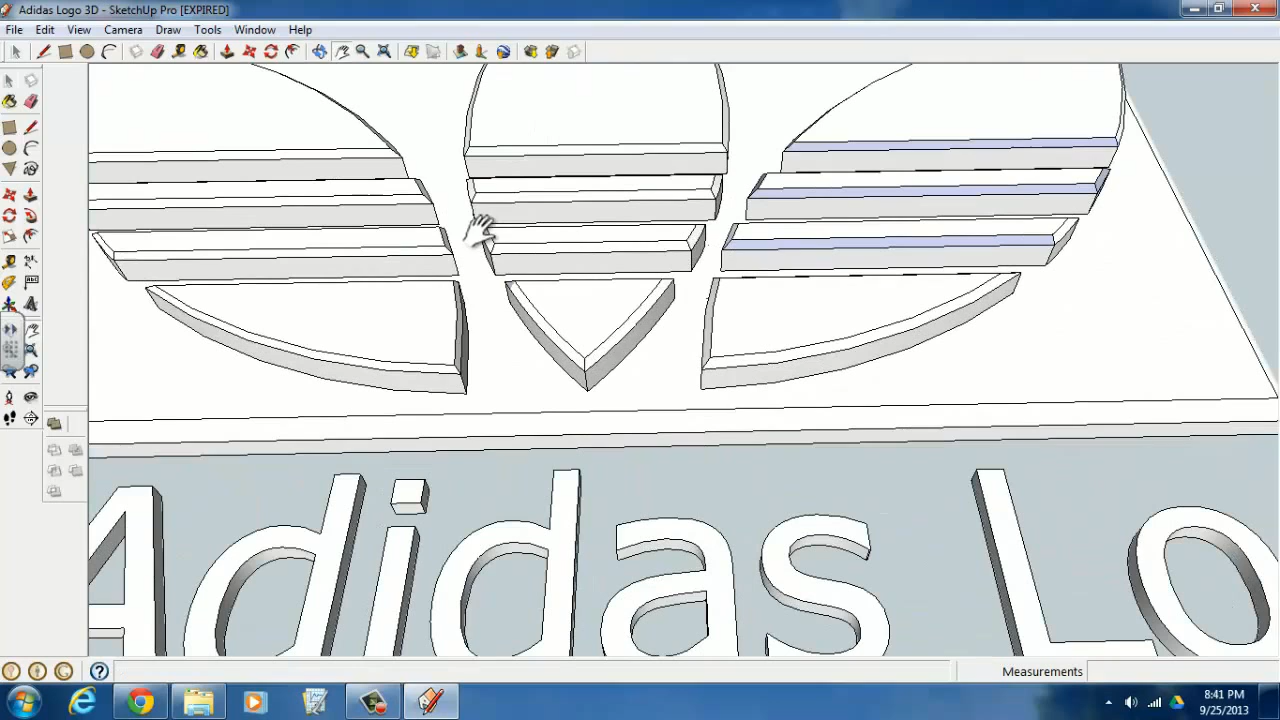 Adidas Logo 3D - SketchUp Pro [EXPIRED]
File Edit View Camera Draw Tools Window Help
Adidas Lo
Measurements
8:41 PM
9/25/2013